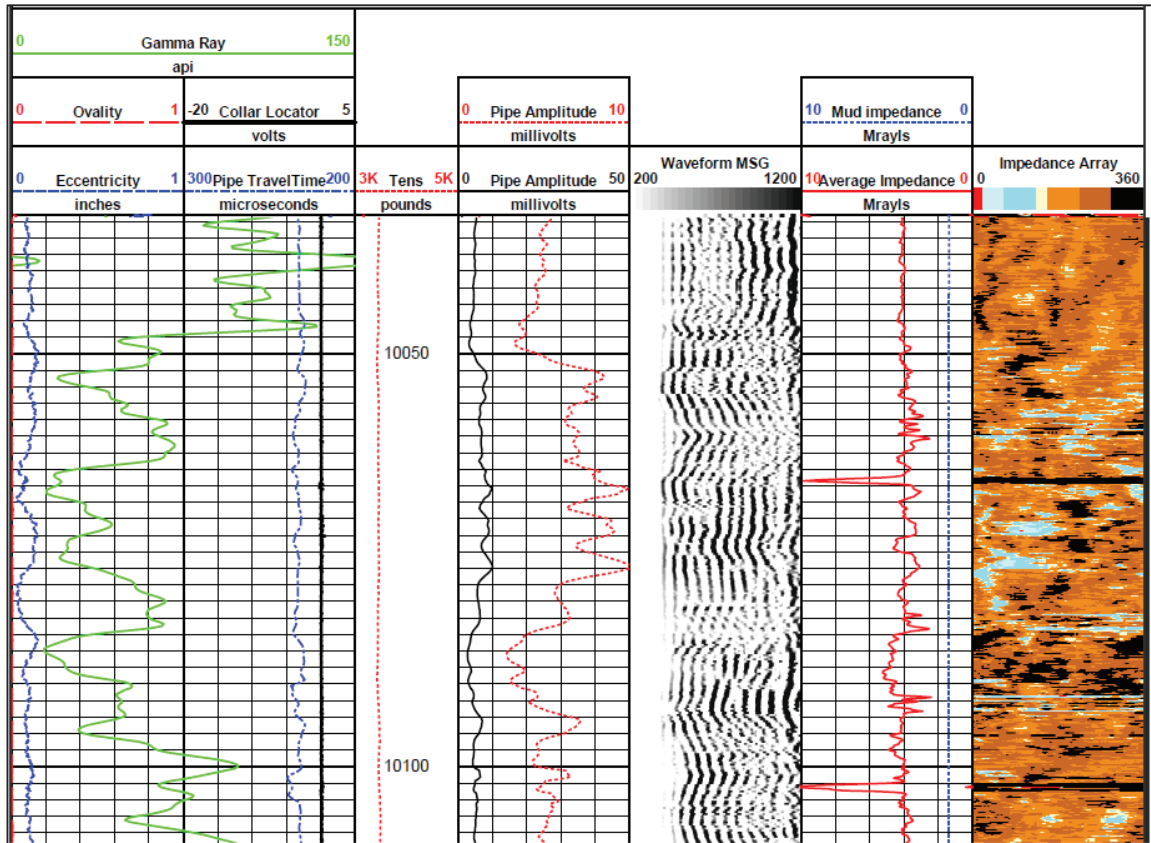 0 Gamma Ray 150
api
0 Ovality 1 -20 Collar Locator 5 0 Pipe Amplitude 10 10 Mud impedance 0
volts millivolts Mrayls
Waveform MSG Impedance Array
0 Eccentricity 1 300 Pipe TravelTime 200 3K Tens 5K 0 Pipe Amplitude 50 200 1200 10 Average Impedance 0 0 360
inches microseconds pounds millivolts Mrayls
10050
10100